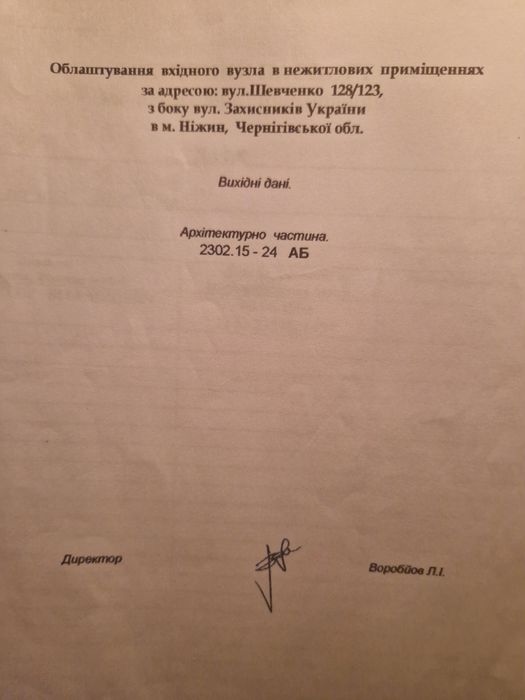 Облаштування вхідного вузла в нежитлових приміщеннях
за адресою: вул.Шевченко 128/123,
з боку вул. Захисників України
в м. Ніжин, Чернігівської обл.
Вихідні дані.
Архітектурно частина.
2302.15 - 24 АБ
Директор
Воробйов Л.І.